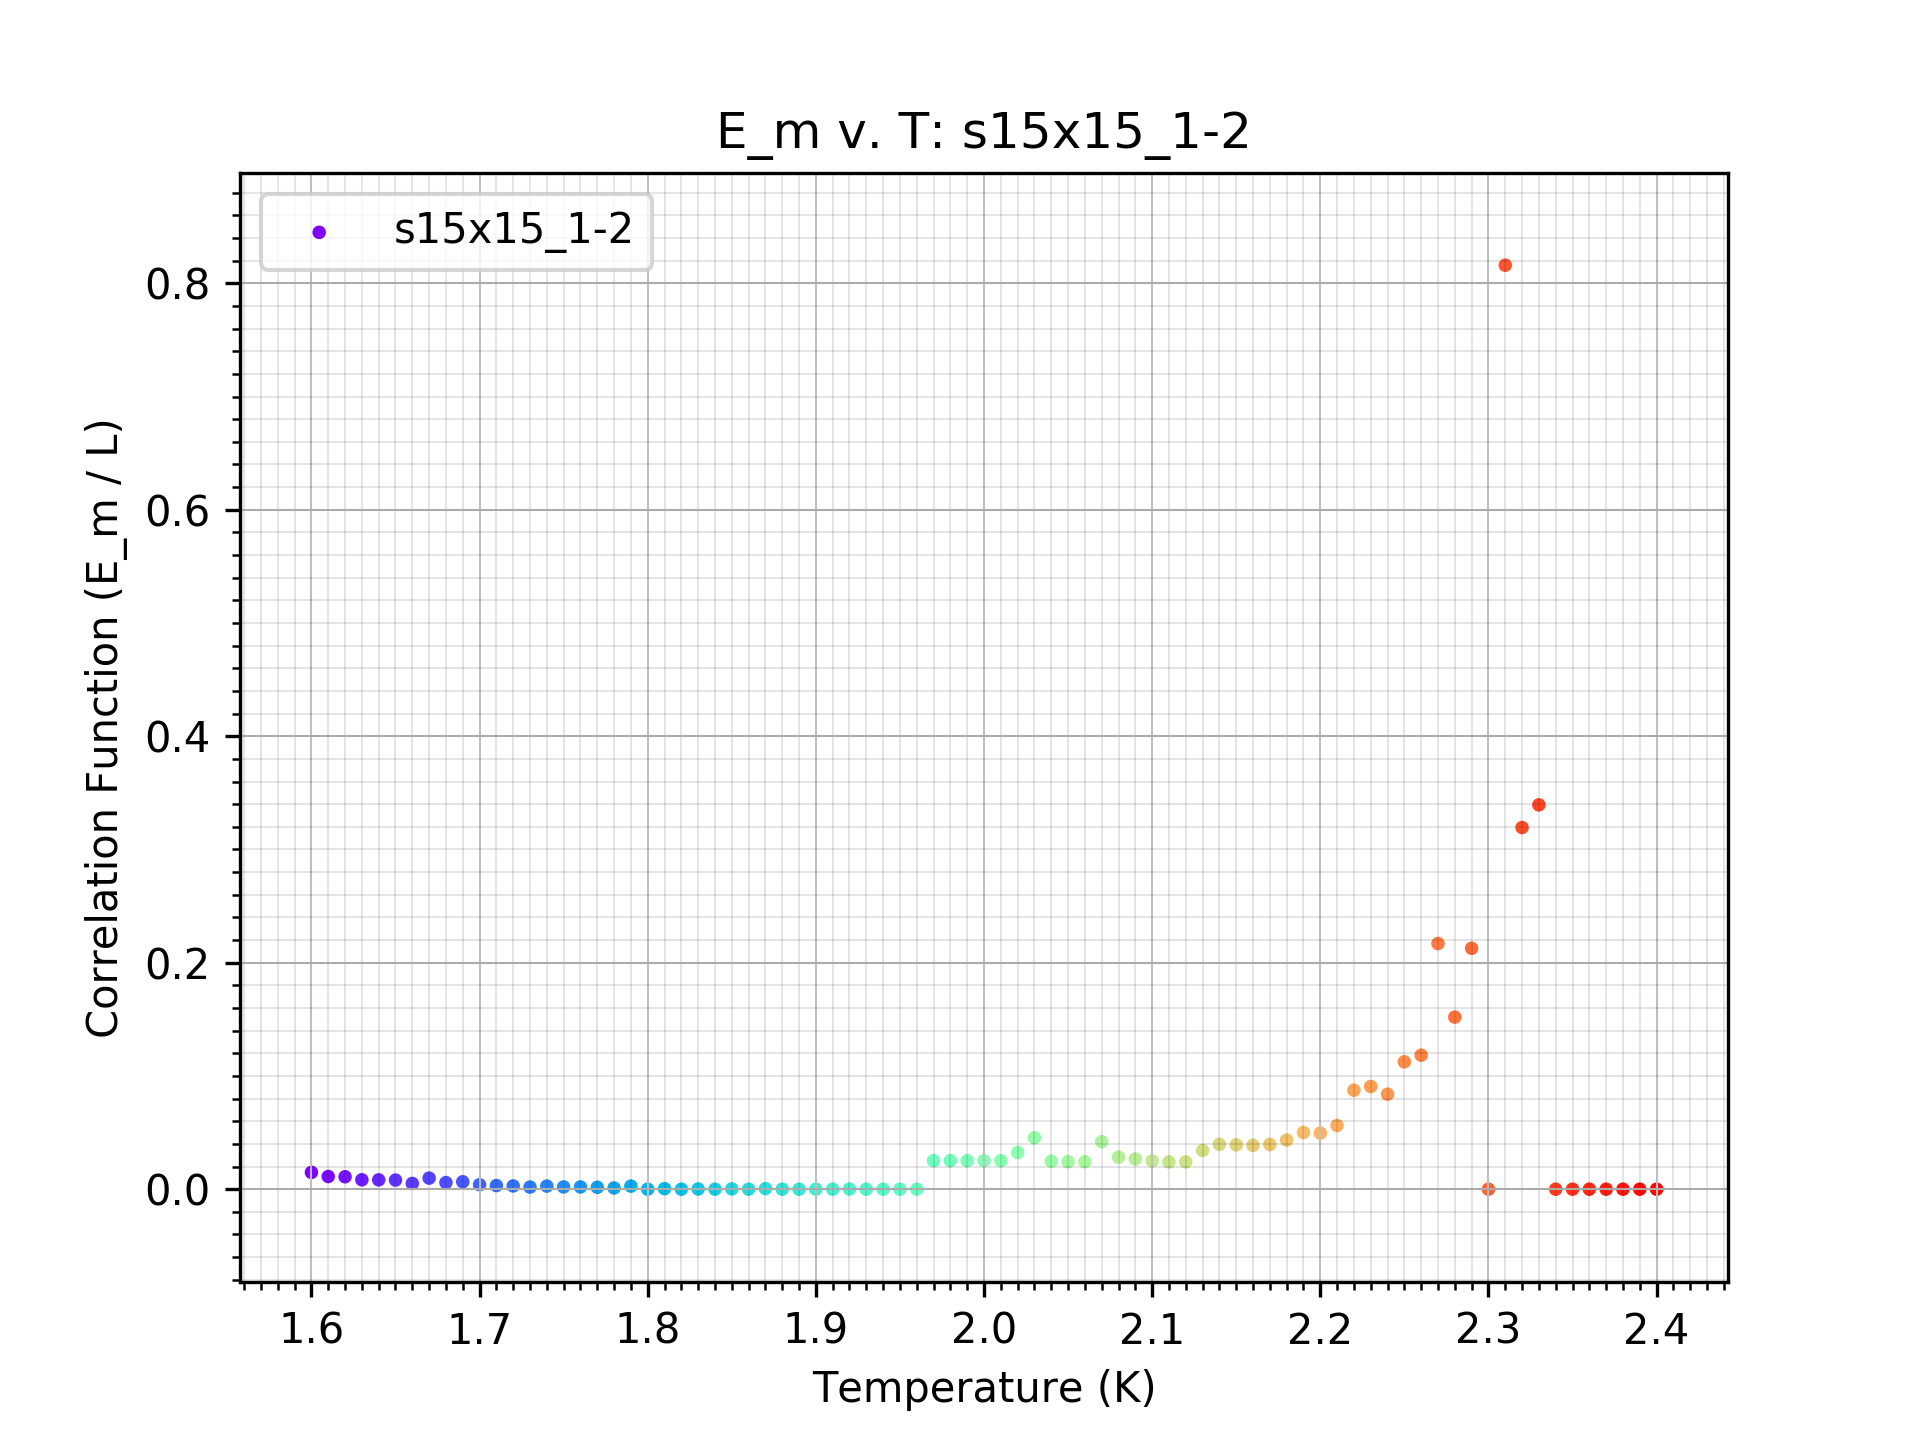 E_m v. T: s15x15_1-2
s15x15_1-2
Correlation Function (E_m / L)
0.8
0.6
0.4
0.2
0.0
1.6 1.7 1.8 1.9 2.0 2.1 2.2 2.3 2.4
Temperature (K)